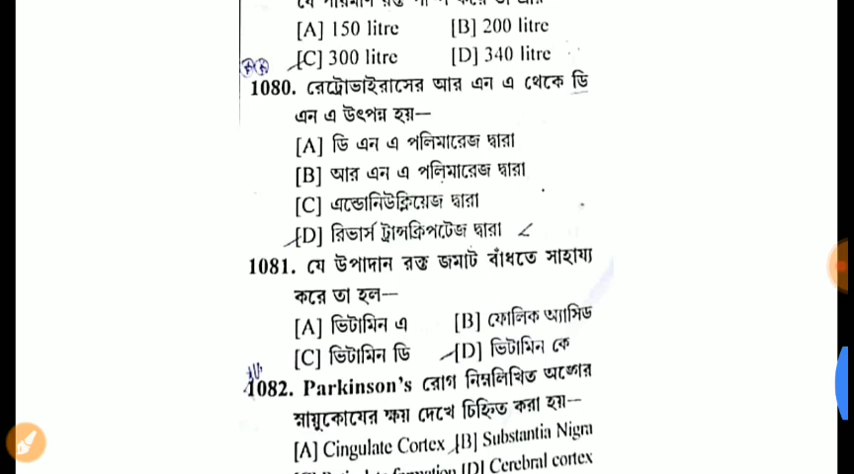 [A] 150 litre [B] 200 litre
[C] 300 litre [D] 340 litre
1080. রেট্রোভাইরাসের আর এন এ থেকে ডি
এন এ উৎপন্ন হয়—
[A] ডি এন এ পলিমারেজ দ্বারা
[B] আর এন এ পলিমারেজ দ্বারা
[C] এন্ডোনিউক্লিয়েজ দ্বারা
[D] রিভার্স ট্রান্সক্রিপটেজ দ্বারা
1081. যে উপাদান রক্ত জমাট বাঁধতে সাহায্য
করে তা হল—
[A] ভিটামিন এ [B] ফোলিক অ্যাসিড
[C] ভিটামিন ডি [D] ভিটামিন কে
1082. Parkinson's রোগ নিম্নলিখিত অঙ্গের
স্নায়ুকোষের ক্ষয় দেখে চিহ্নিত করা হয়—
[A] Cingulate Cortex [B] Substantia Nigra
[D] Cerebral cortex